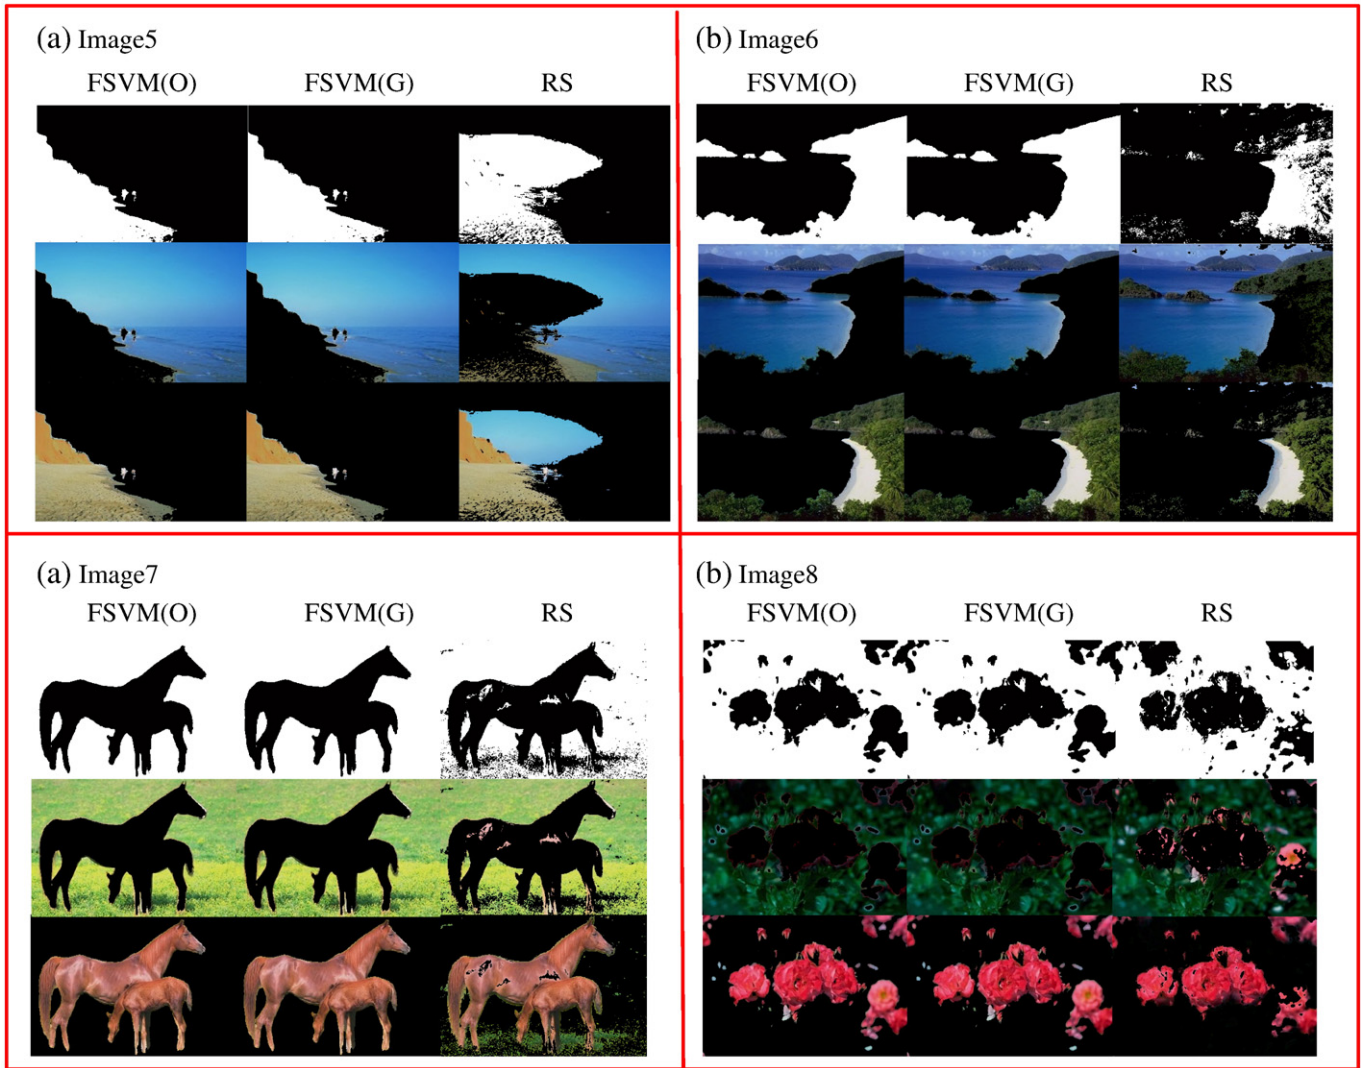 (a) Image5
FSVM(O) FSVM(G) RS
(b) Image6
FSVM(O) FSVM(G) RS
(a) Image7
FSVM(O) FSVM(G) RS
(b) Image8
FSVM(O) FSVM(G) RS